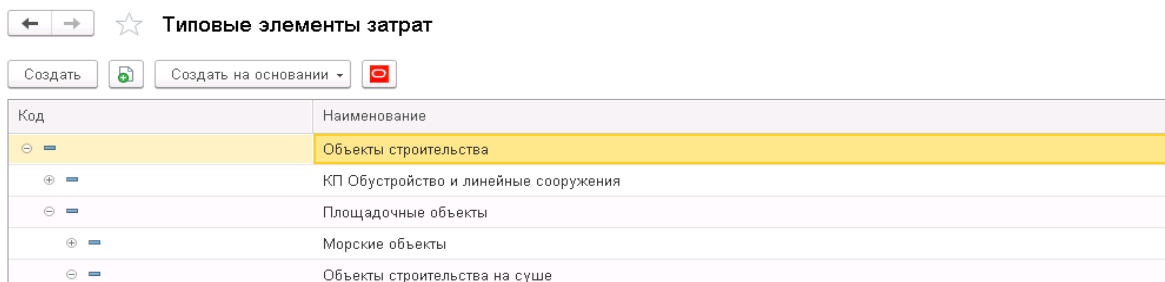 Типовые элементы затрат
Создать Создать на основании
Код Наименование
Объекты строительства
КП Обустройство и линейные сооружения
Площадочные объекты
Морские объекты
Объекты строительства на суше